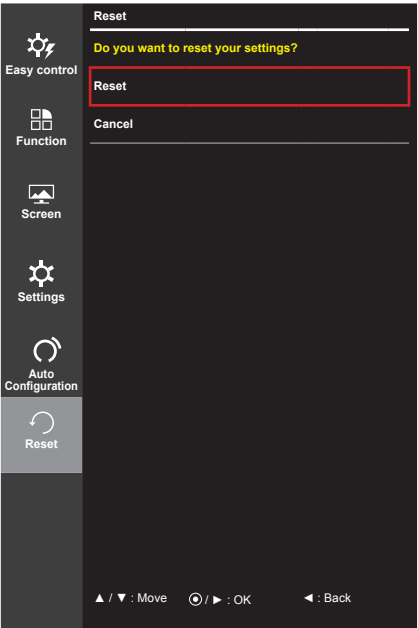 Reset
Do you want to reset your settings?
Reset
Cancel
Easy control
Function
Screen
Settings
Auto
Configuration
Reset
▲ / ▼ : Move ⦿ / ► : OK ◄ : Back